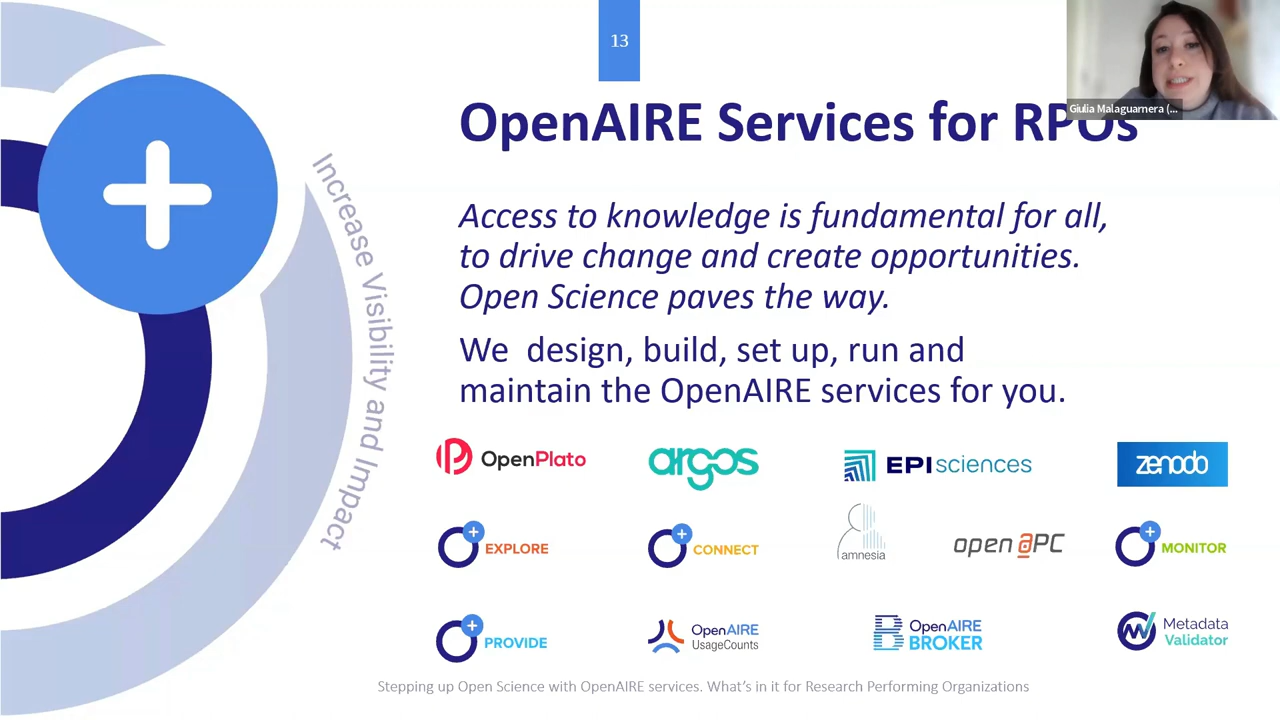 13
Giulia Malaguarnera (...
OpenAIRE Services for RPOs
Increase Visibility and Impact
Access to knowledge is fundamental for all,
to drive change and create opportunities.
Open Science paves the way.
We design, build, set up, run and
maintain the OpenAIRE services for you.
OpenPlato
argos
EPIsciences
zenodo
EXPLORE
CONNECT
amnesia
open aPC
MONITOR
PROVIDE
OpenAIRE
UsageCounts
OpenAIRE
BROKER
Metadata
Validator
Stepping up Open Science with OpenAIRE services. What's in it for Research Performing Organizations